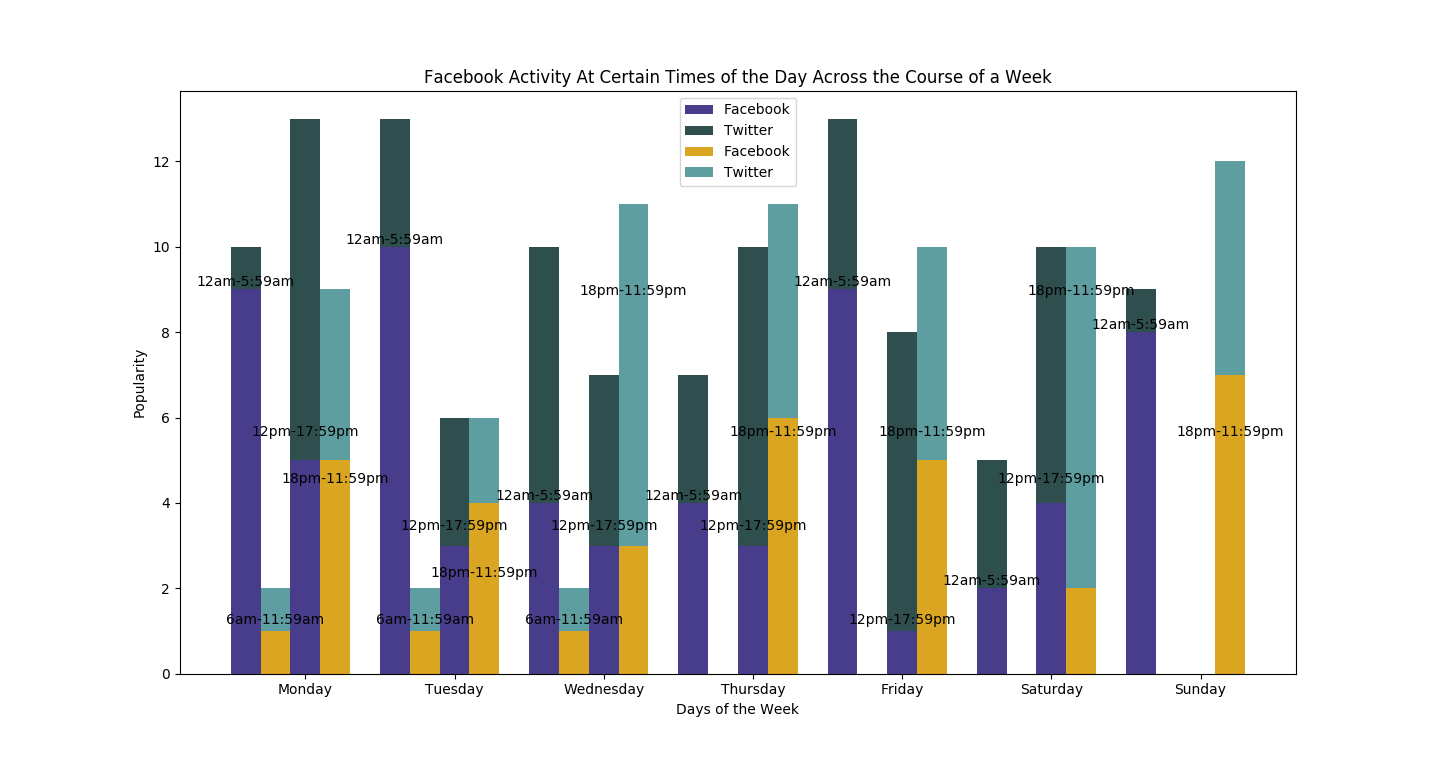 Facebook Activity At Certain Times of the Day Across the Course of a Week
Facebook
Twitter
Facebook
Twitter
Popularity
12
10
8
6
4
2
0
12am-5:59am
6am-11:59am
12pm-17:59pm
18pm-11:59pm
12am-5:59am
6am-11:59am
12pm-17:59pm
18pm-11:59pm
12am-5:59am
6am-11:59am
12pm-17:59pm
18pm-11:59pm
12am-5:59am
12pm-17:59pm
18pm-11:59pm
12am-5:59am
12pm-17:59pm
18pm-11:59pm
12am-5:59am
12pm-17:59pm
18pm-11:59pm
12am-5:59am
18pm-11:59pm
Monday Tuesday Wednesday Thursday Friday Saturday Sunday
Days of the Week